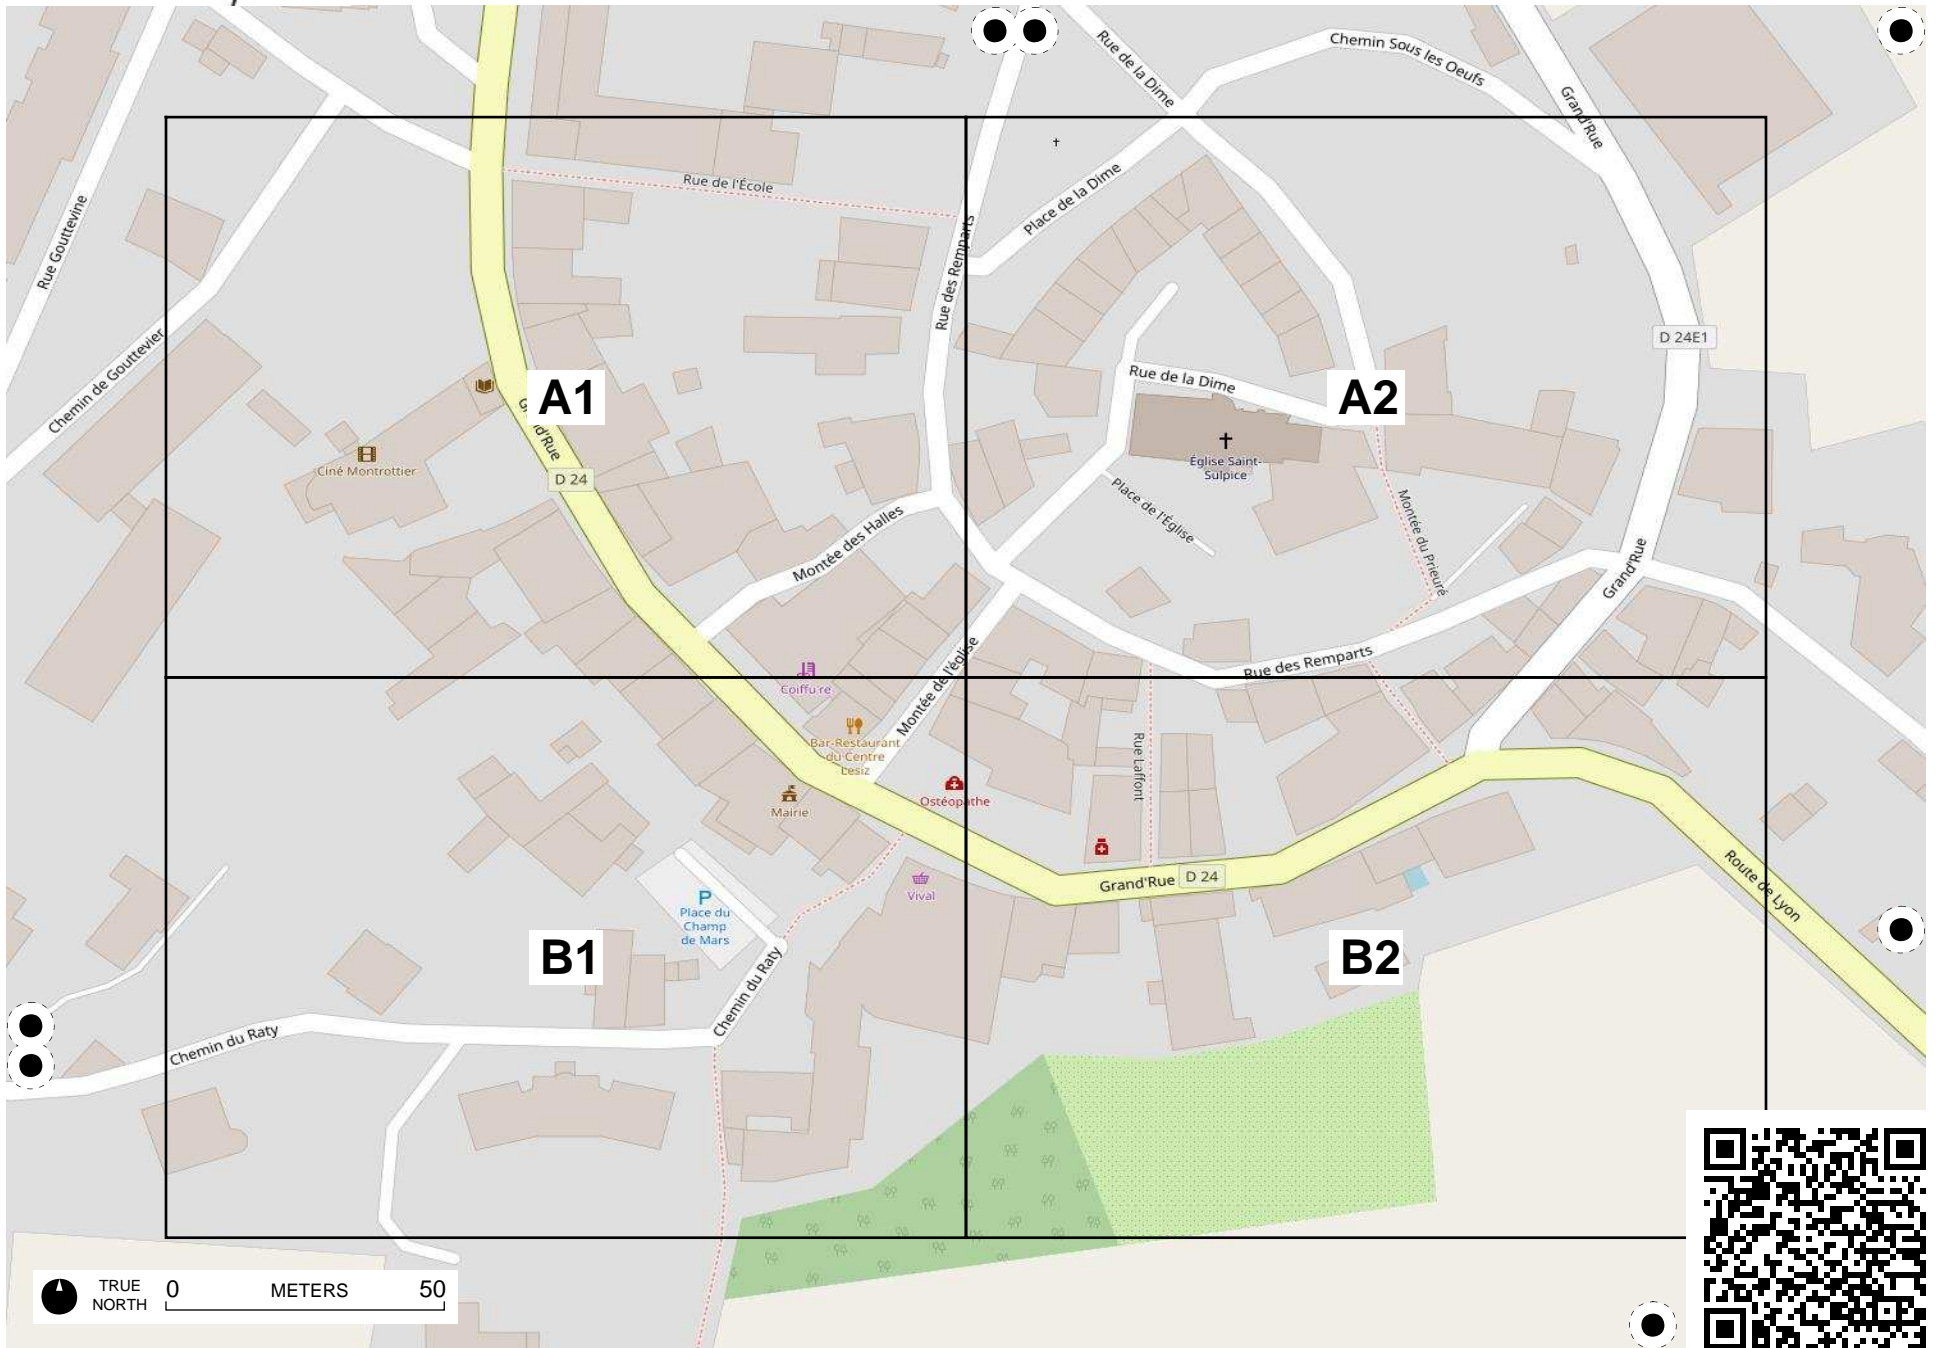 Rue de la Dime
Chemin Sous les Oeufs
Grand'Rue
Rue de l'École
Place de la Dime
Rue Gouttevine
Rue des Remparts
Chemin de Gouttevier
D 24E1
Rue de la Dime
A1
A2
Grand'Rue
Ciné Montrottier
D 24
Église Saint-
Sulpice
Place de l'Église
Montée du Prieuré
Montée des Halles
Grand'Rue
Rue des Remparts
Coiffure
Montée de l'église
Bar-Restaurant
du Centre
Lesiz
Rue Laffont
Mairie
Ostéopathe
Grand'Rue
D 24
Route de Lyon
Vival
P
Place du
Champ
de Mars
B1
B2
Chemin du Raty
Chemin du Raty
TRUE
NORTH
0 METERS 50